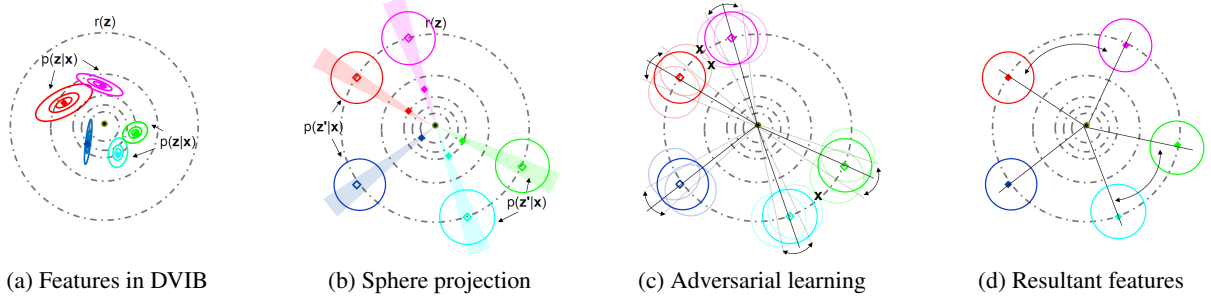 r(z)
p(z|x)
p(z|x)
r(z)
p(z'|x)
p(z'|x)
x
x
x
(a) Features in DVIB
(b) Sphere projection
(c) Adversarial learning
(d) Resultant features